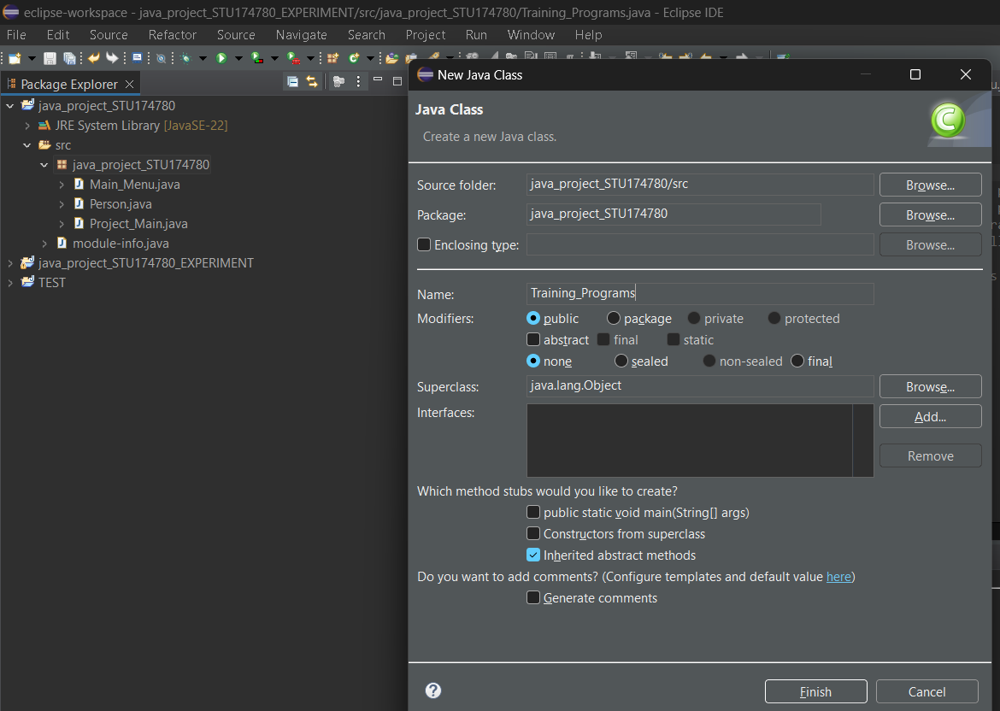 eclipse-workspace - java_project_STU174780_EXPERIMENT/src/java_project_STU174780/Training_Programs.java - Eclipse IDE
File Edit Source Refactor Source Navigate Search Project Run Window Help
Package Explorer
java_project_STU174780
JRE System Library [JavaSE-22]
src
java_project_STU174780
Main_Menu.java
Person.java
Project_Main.java
module-info.java
java_project_STU174780_EXPERIMENT
TEST
New Java Class
Java Class
Create a new Java class.
Source folder: java_project_STU174780/src Browse...
Package: java_project_STU174780 Browse...
Enclosing type: Browse...
Name: Training_Programs
Modifiers: public package private protected
abstract final static
none sealed non-sealed final
Superclass: java.lang.Object Browse...
Interfaces: Add...
Remove
Which method stubs would you like to create?
public static void main(String[] args)
Constructors from superclass
Inherited abstract methods
Do you want to add comments? (Configure templates and default value here)
Generate comments
Finish Cancel